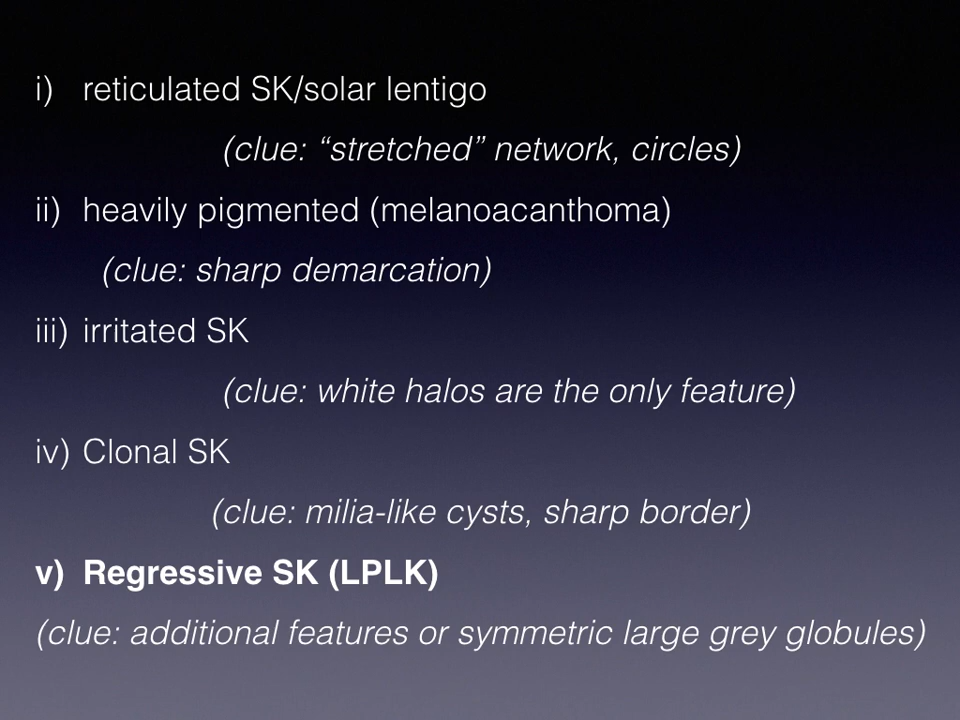 i) reticulated SK/solar lentigo
(clue: “stretched” network, circles)
ii) heavily pigmented (melanoacanthoma)
(clue: sharp demarcation)
iii) irritated SK
(clue: white halos are the only feature)
iv) Clonal SK
(clue: milia-like cysts, sharp border)
v) Regressive SK (LPLK)
(clue: additional features or symmetric large grey globules)